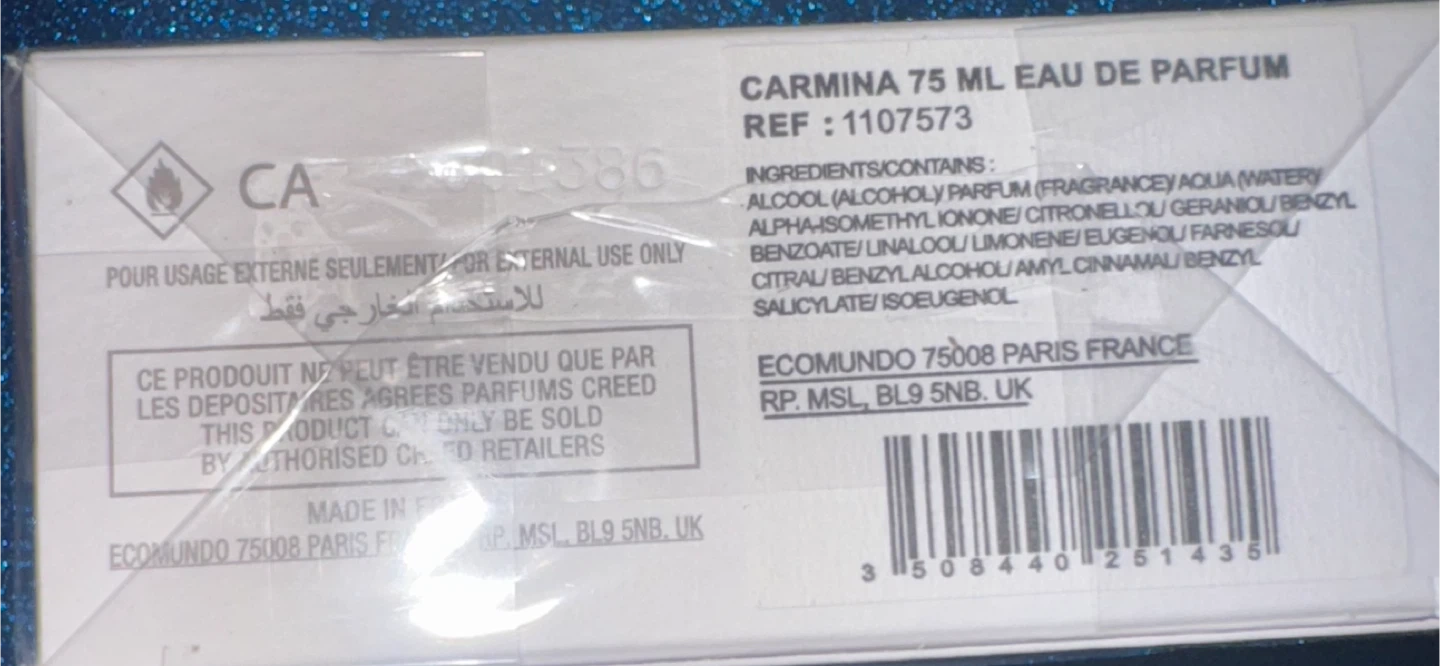 CARMINA 75 ML EAU DE PARFUM
REF : 1107573
INGREDIENTS/CONTAINS :
ALCOOL (ALCOHOL)/ PARFUM (FRAGRANCE)/ AQUA (WATER)/
ALPHA-ISOMETHYL IONONE/ CITRONELLOL/ GERANIOL/ BENZYL
BENZOATE/ LINALOOL/ LIMONENE/ EUGENOL/ FARNESOL/
CITRAL/ BENZYL ALCOHOL/ AMYL CINNAMAL/ BENZYL
SALICYLATE/ ISOEUGENOL
ECOMUNDO 75008 PARIS FRANCE
RP. MSL, BL9 5NB. UK
3 508440 251435
CA
POUR USAGE EXTERNE SEULEMENT/ FOR EXTERNAL USE ONLY
للاستخدام الخارجي فقط
CE PRODOUIT NE PEUT ÊTRE VENDU QUE PAR
LES DEPOSITAIRES AGREES PARFUMS CREED
THIS PRODUCT CAN ONLY BE SOLD
BY AUTHORISED CREED RETAILERS
MADE IN
ECOMUNDO 75008 PARIS RP. MSL, BL9 5NB. UK